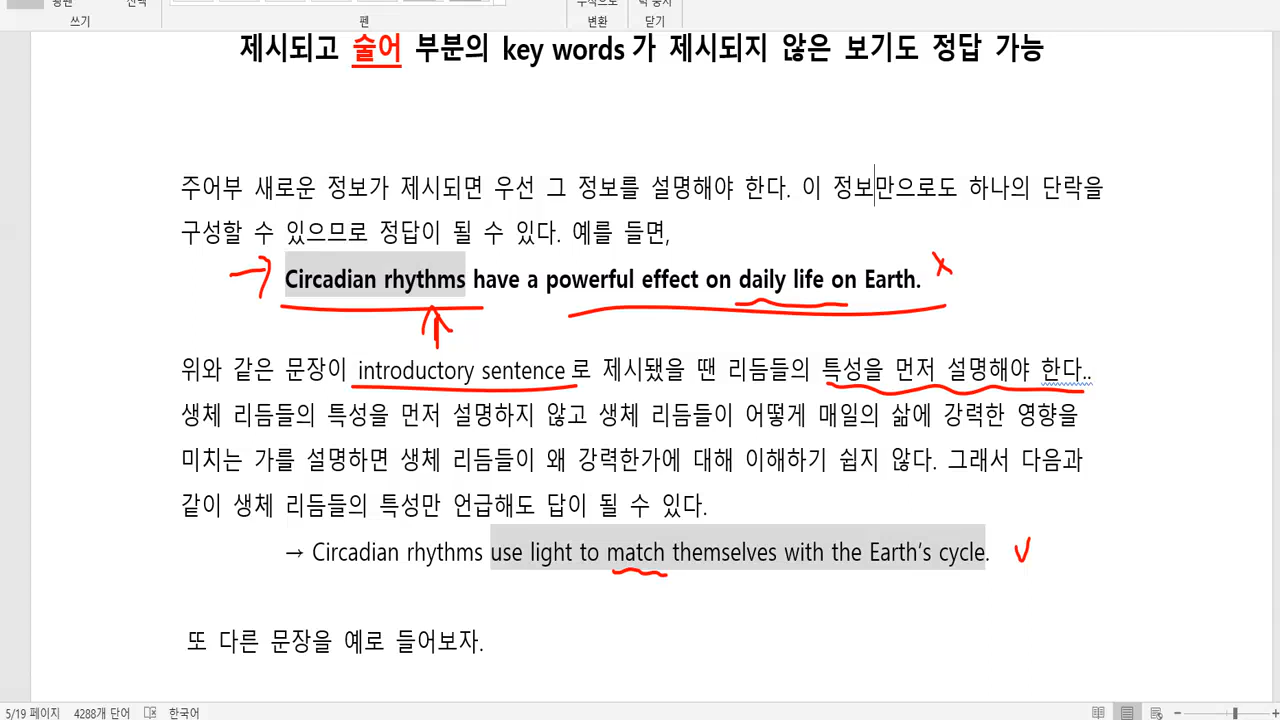 쓰기
펜
변환
닫기
제시되고 술어 부분의 key words 가 제시되지 않은 보기도 정답 가능
주어부 새로운 정보가 제시되면 우선 그 정보를 설명해야 한다. 이 정보만으로도 하나의 단락을
구성할 수 있으므로 정답이 될 수 있다. 예를 들면,
Circadian rhythms have a powerful effect on daily life on Earth.
위와 같은 문장이 introductory sentence 로 제시됐을 땐 리듬들의 특성을 먼저 설명해야 한다..
생체 리듬들의 특성을 먼저 설명하지 않고 생체 리듬들이 어떻게 매일의 삶에 강력한 영향을
미치는 가를 설명하면 생체 리듬들이 왜 강력한가에 대해 이해하기 쉽지 않다. 그래서 다음과
같이 생체 리듬들의 특성만 언급해도 답이 될 수 있다.
→ Circadian rhythms use light to match themselves with the Earth’s cycle.
또 다른 문장을 예로 들어보자.
5/19 페이지 4288개 단어 한국어